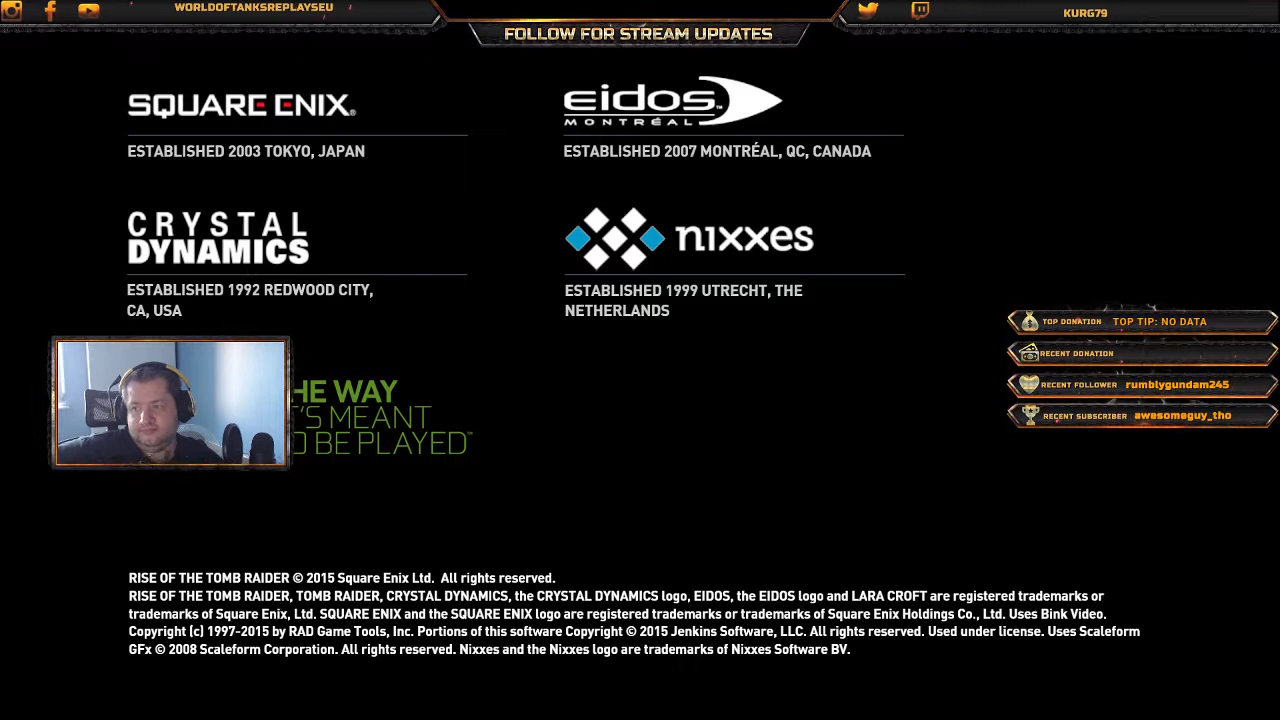 WORLDOFTANKSREPLAYSEU
FOLLOW FOR STREAM UPDATES
KURG79
SQUARE ENIX®
ESTABLISHED 2003 TOKYO, JAPAN
eidos™
MONTRÉAL
ESTABLISHED 2007 MONTRÉAL, QC, CANADA
CRYSTAL
DYNAMICS
ESTABLISHED 1992 REDWOOD CITY,
CA, USA
nixxes
ESTABLISHED 1999 UTRECHT, THE
NETHERLANDS
TOP DONATION TOP TIP: NO DATA
RECENT DONATION
RECENT FOLLOWER rumblygundam245
RECENT SUBSCRIBER awesomeguy_tho
HE WAY
T'S MEANT
O BE PLAYED™
RISE OF THE TOMB RAIDER © 2015 Square Enix Ltd. All rights reserved.
RISE OF THE TOMB RAIDER, TOMB RAIDER, CRYSTAL DYNAMICS, the CRYSTAL DYNAMICS logo, EIDOS, the EIDOS logo and LARA CROFT are registered trademarks or
trademarks of Square Enix, Ltd. SQUARE ENIX and the SQUARE ENIX logo are registered trademarks or trademarks of Square Enix Holdings Co., Ltd. Uses Bink Video.
Copyright (c) 1997-2015 by RAD Game Tools, Inc. Portions of this software Copyright © 2015 Jenkins Software, LLC. All rights reserved. Used under license. Uses Scaleform
GFx © 2008 Scaleform Corporation. All rights reserved. Nixxes and the Nixxes logo are trademarks of Nixxes Software BV.